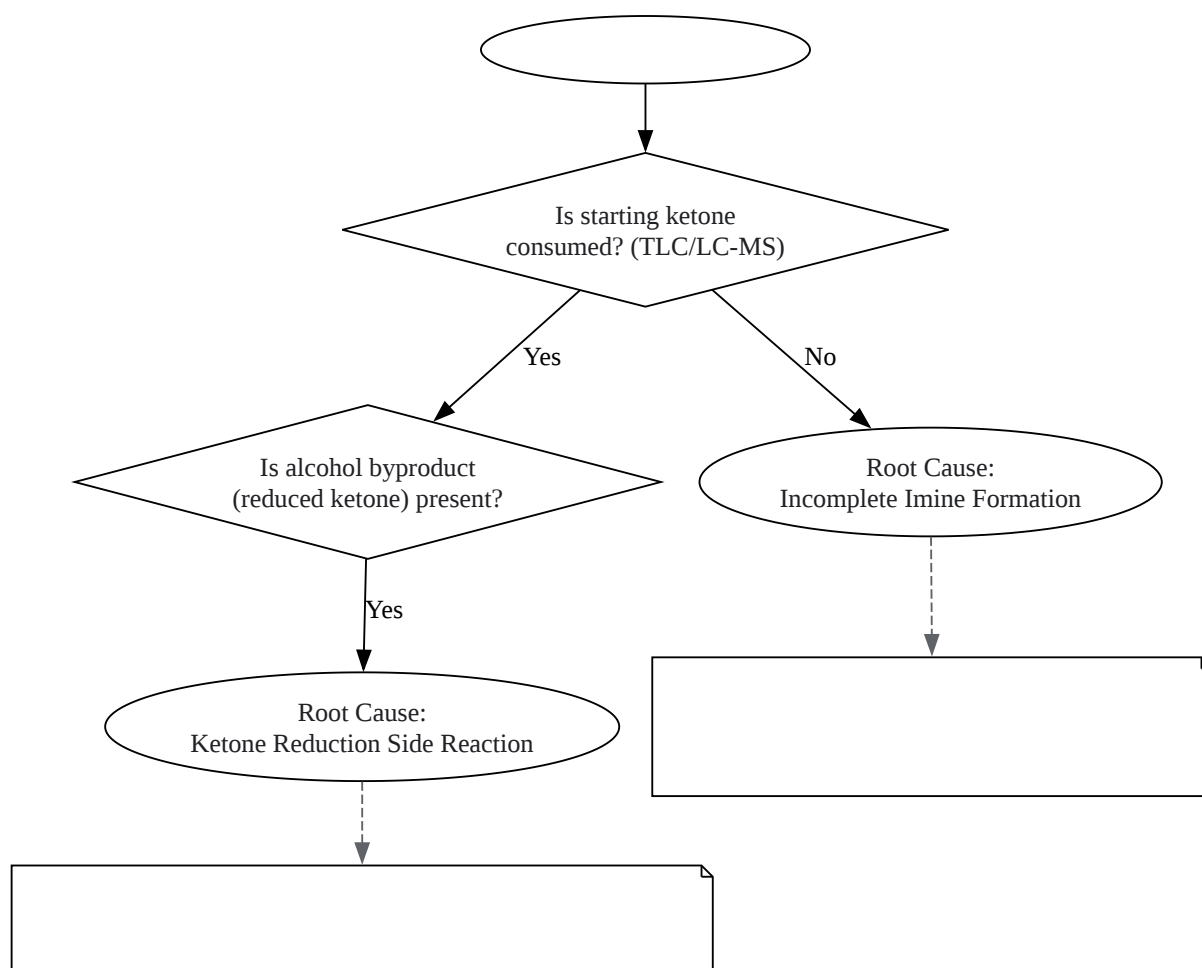 Is starting ketone
consumed? (TLC/LC-MS)
Yes
No
Is alcohol byproduct
(reduced ketone) present?
Root Cause:
Incomplete Imine Formation
Yes
Root Cause:
Ketone Reduction Side Reaction